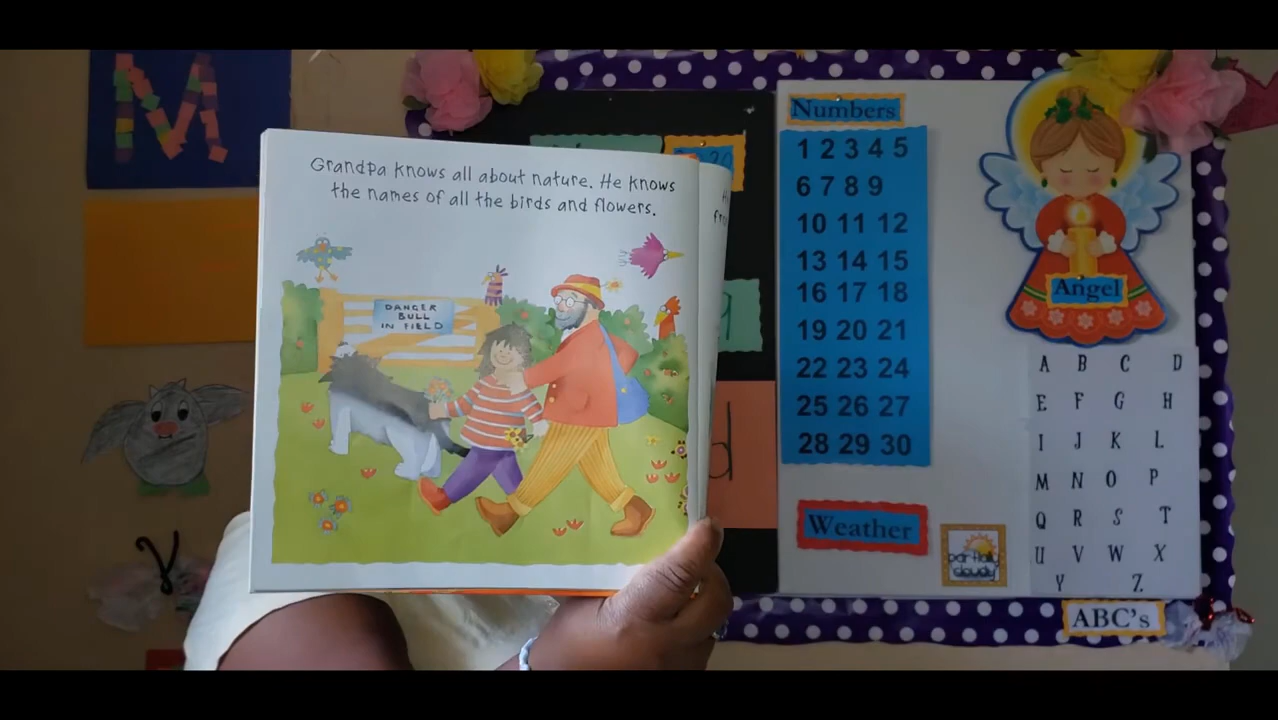 Grandpa knows all about nature. He knows
the names of all the birds and flowers.
DANGER
BULL
IN FIELD
Numbers
1 2 3 4 5
6 7 8 9
10 11 12
13 14 15
16 17 18
19 20 21
22 23 24
25 26 27
28 29 30
Weather
partially
cloudy
Angel
A B C D
E F G H
I J K L
M N O P
Q R S T
U V W X
Y Z
ABC's
M
d